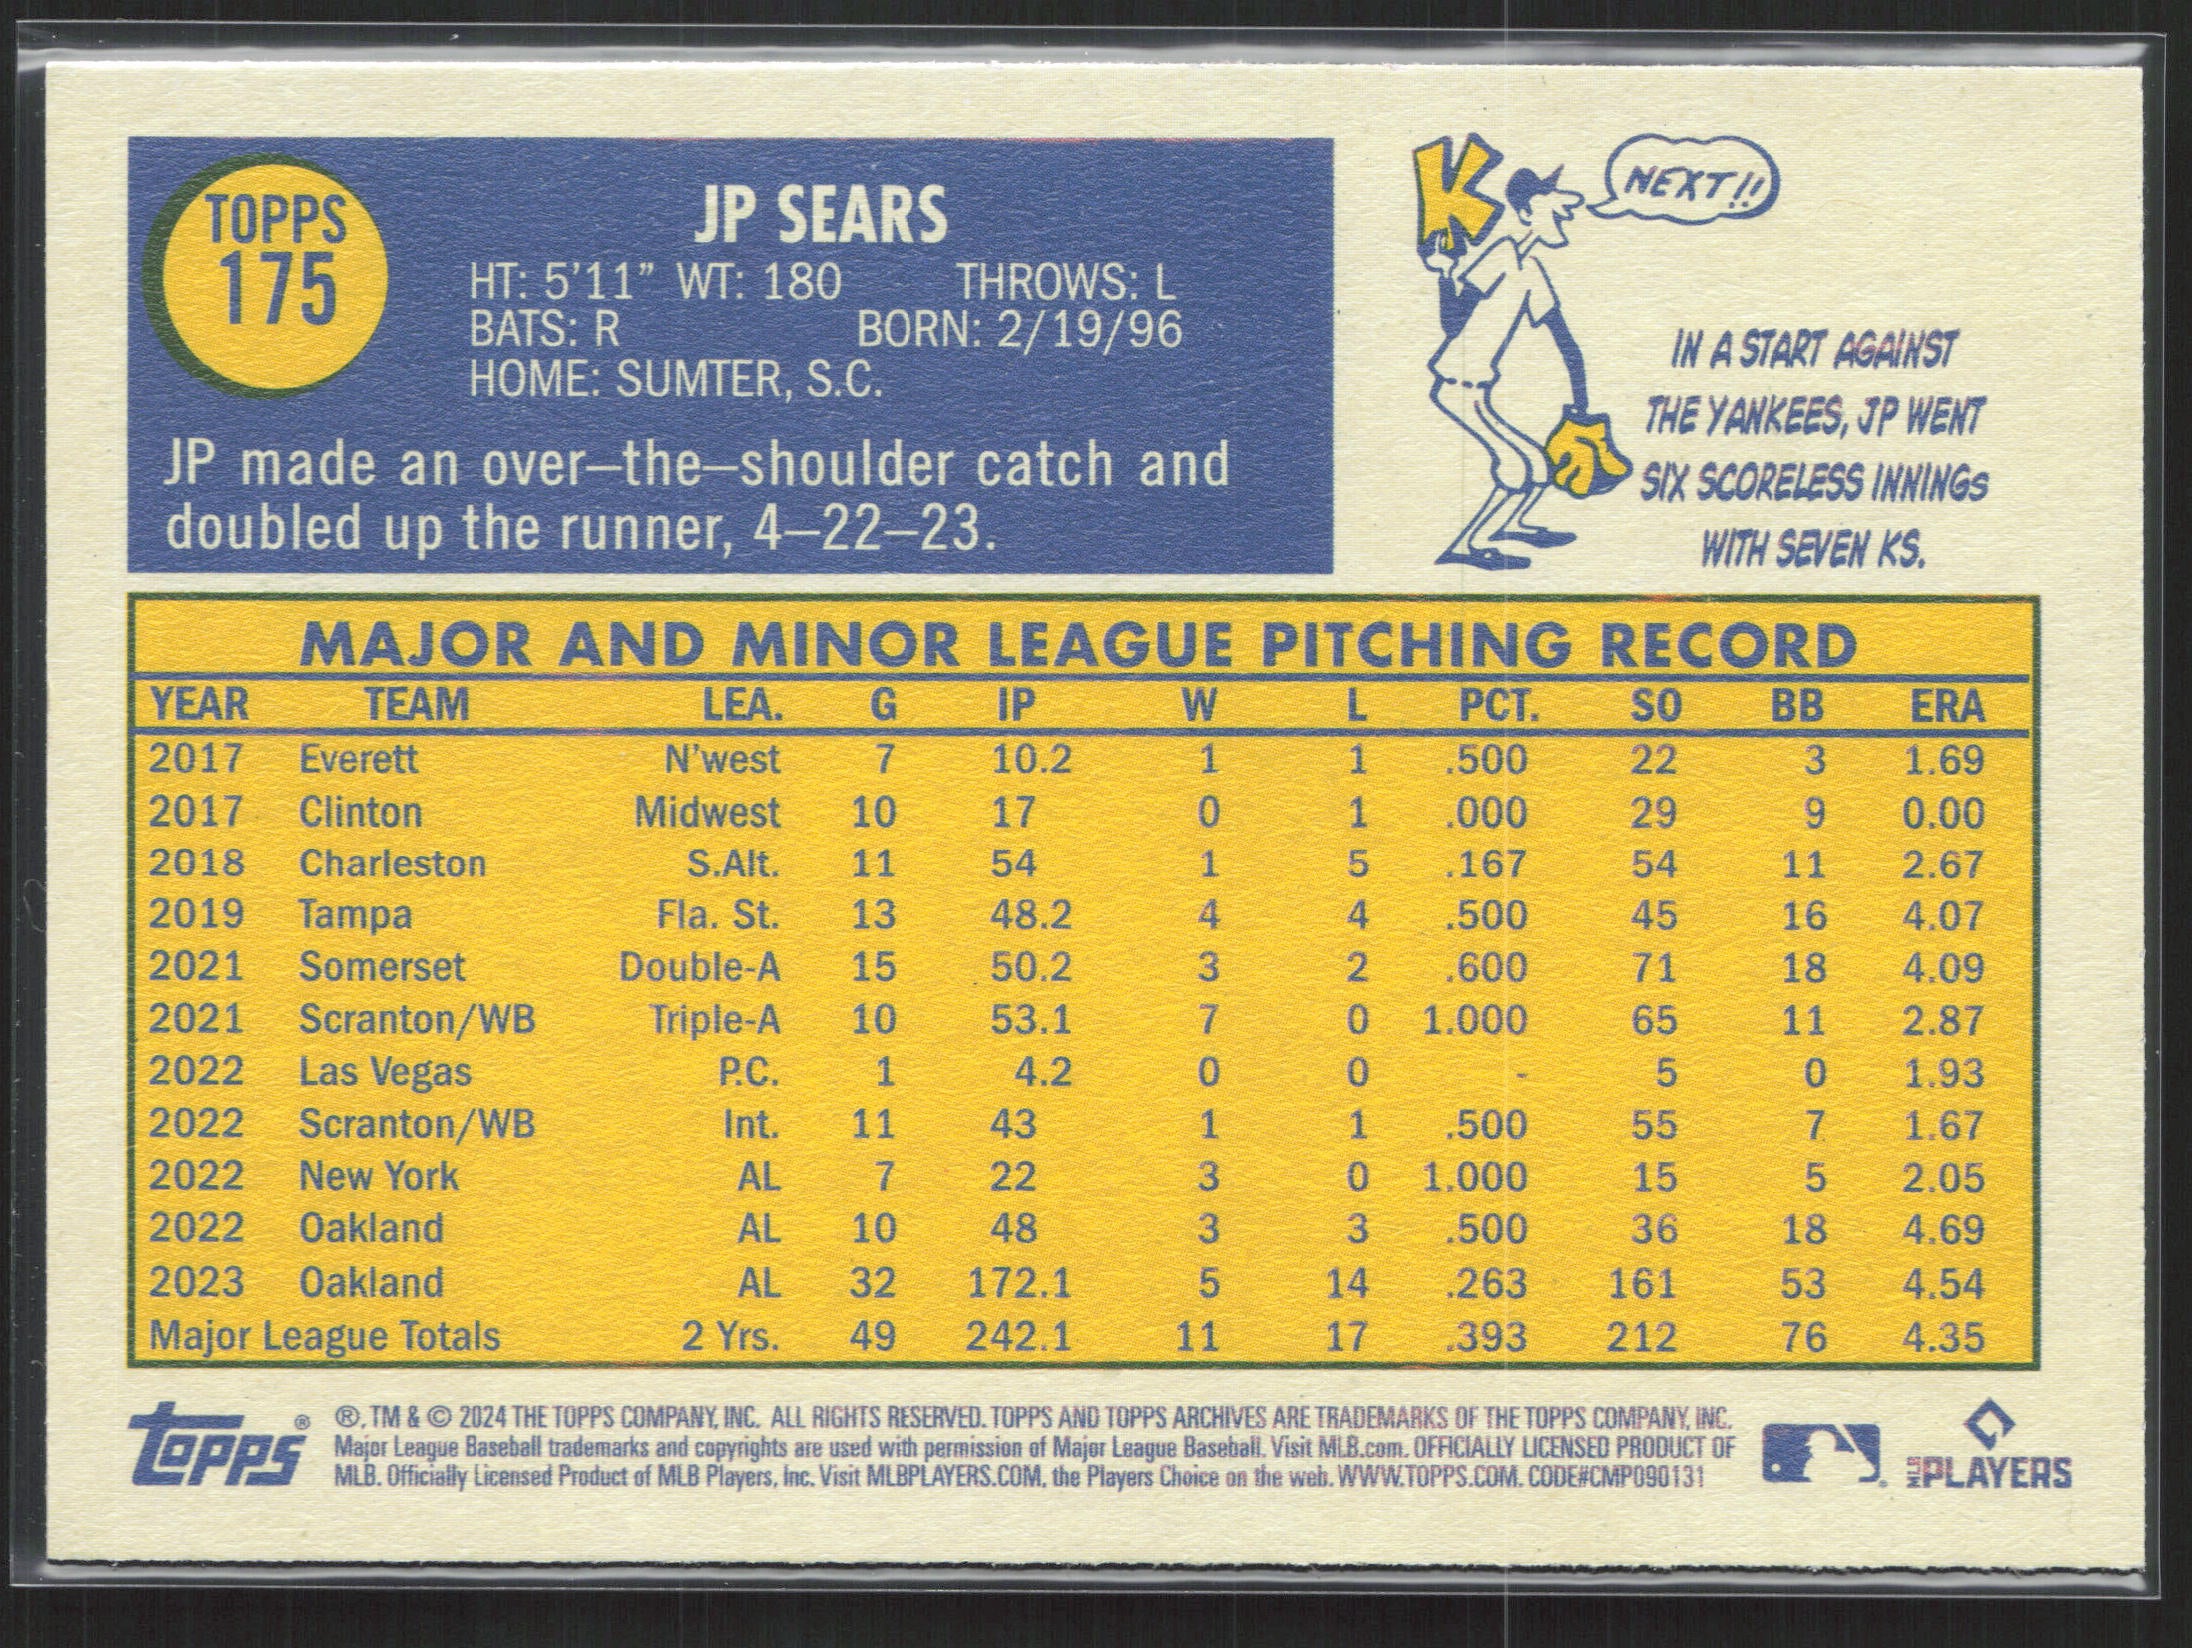 TOPPS
175
JP SEARS
HT: 5'11" WT: 180 THROWS: L
BATS: R BORN: 2/19/96
HOME: SUMTER, S.C.
JP made an over–the–shoulder catch and
doubled up the runner, 4–22–23.
K
NEXT!!
IN A START AGAINST
THE YANKEES, JP WENT
SIX SCORELESS INNINGS
WITH SEVEN KS.
MAJOR AND MINOR LEAGUE PITCHING RECORD
YEAR TEAM LEA. G IP W L PCT. SO BB ERA
2017 Everett N'west 7 10.2 1 1 .500 22 3 1.69
2017 Clinton Midwest 10 17 0 1 .000 29 9 0.00
2018 Charleston S.Alt. 11 54 1 5 .167 54 11 2.67
2019 Tampa Fla. St. 13 48.2 4 4 .500 45 16 4.07
2021 Somerset Double-A 15 50.2 3 2 .600 71 18 4.09
2021 Scranton/WB Triple-A 10 53.1 7 0 1.000 65 11 2.87
2022 Las Vegas P.C. 1 4.2 0 0 - 5 0 1.93
2022 Scranton/WB Int. 11 43 1 1 .500 55 7 1.67
2022 New York AL 7 22 3 0 1.000 15 5 2.05
2022 Oakland AL 10 48 3 3 .500 36 18 4.69
2023 Oakland AL 32 172.1 5 14 .263 161 53 4.54
Major League Totals 2 Yrs. 49 242.1 11 17 .393 212 76 4.35
topps ®
®, TM & © 2024 THE TOPPS COMPANY, INC. ALL RIGHTS RESERVED. TOPPS AND TOPPS ARCHIVES ARE TRADEMARKS OF THE TOPPS COMPANY, INC.
Major League Baseball trademarks and copyrights are used with permission of Major League Baseball. Visit MLB.com. OFFICIALLY LICENSED PRODUCT OF
MLB. Officially Licensed Product of MLB Players, Inc. Visit MLBPLAYERS.COM, the Players Choice on the web. WWW.TOPPS.COM. CODE#CMP090131
MLB PLAYERS